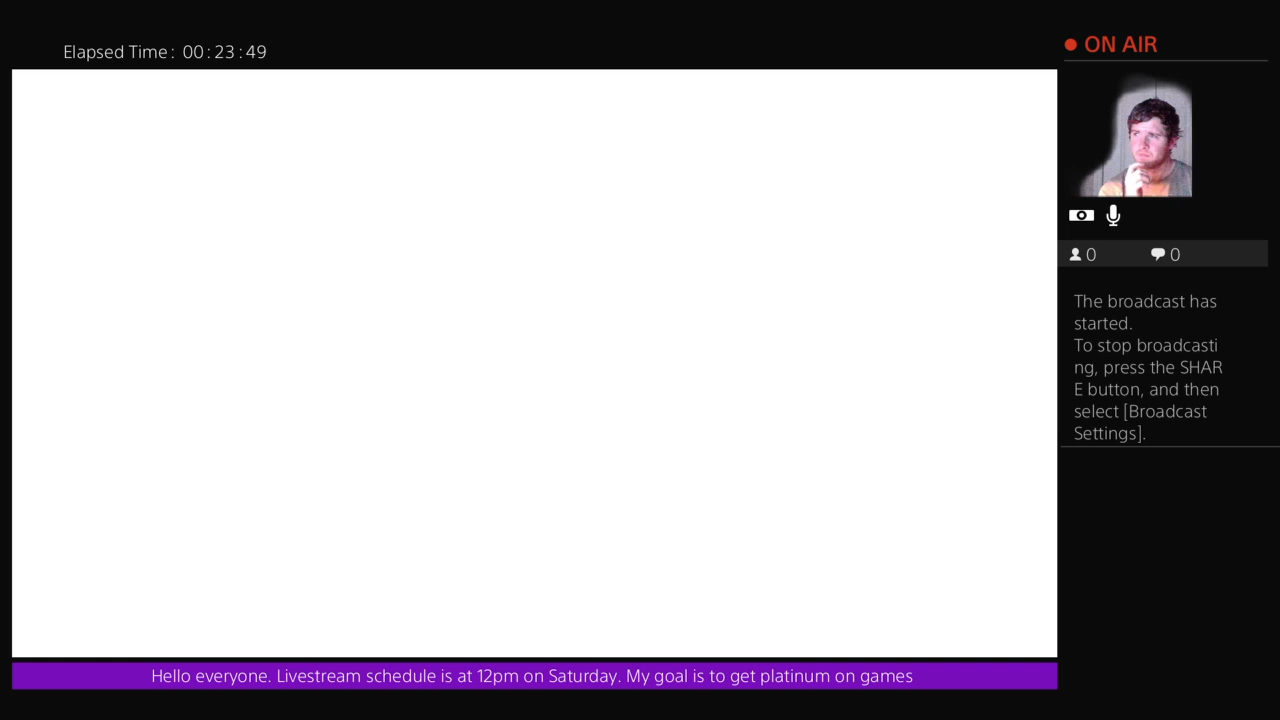 Elapsed Time: 00:23:49
ON AIR
0 0
The broadcast has
started.
To stop broadcasti
ng, press the SHAR
E button, and then
select [Broadcast
Settings].
Hello everyone. Livestream schedule is at 12pm on Saturday. My goal is to get platinum on games